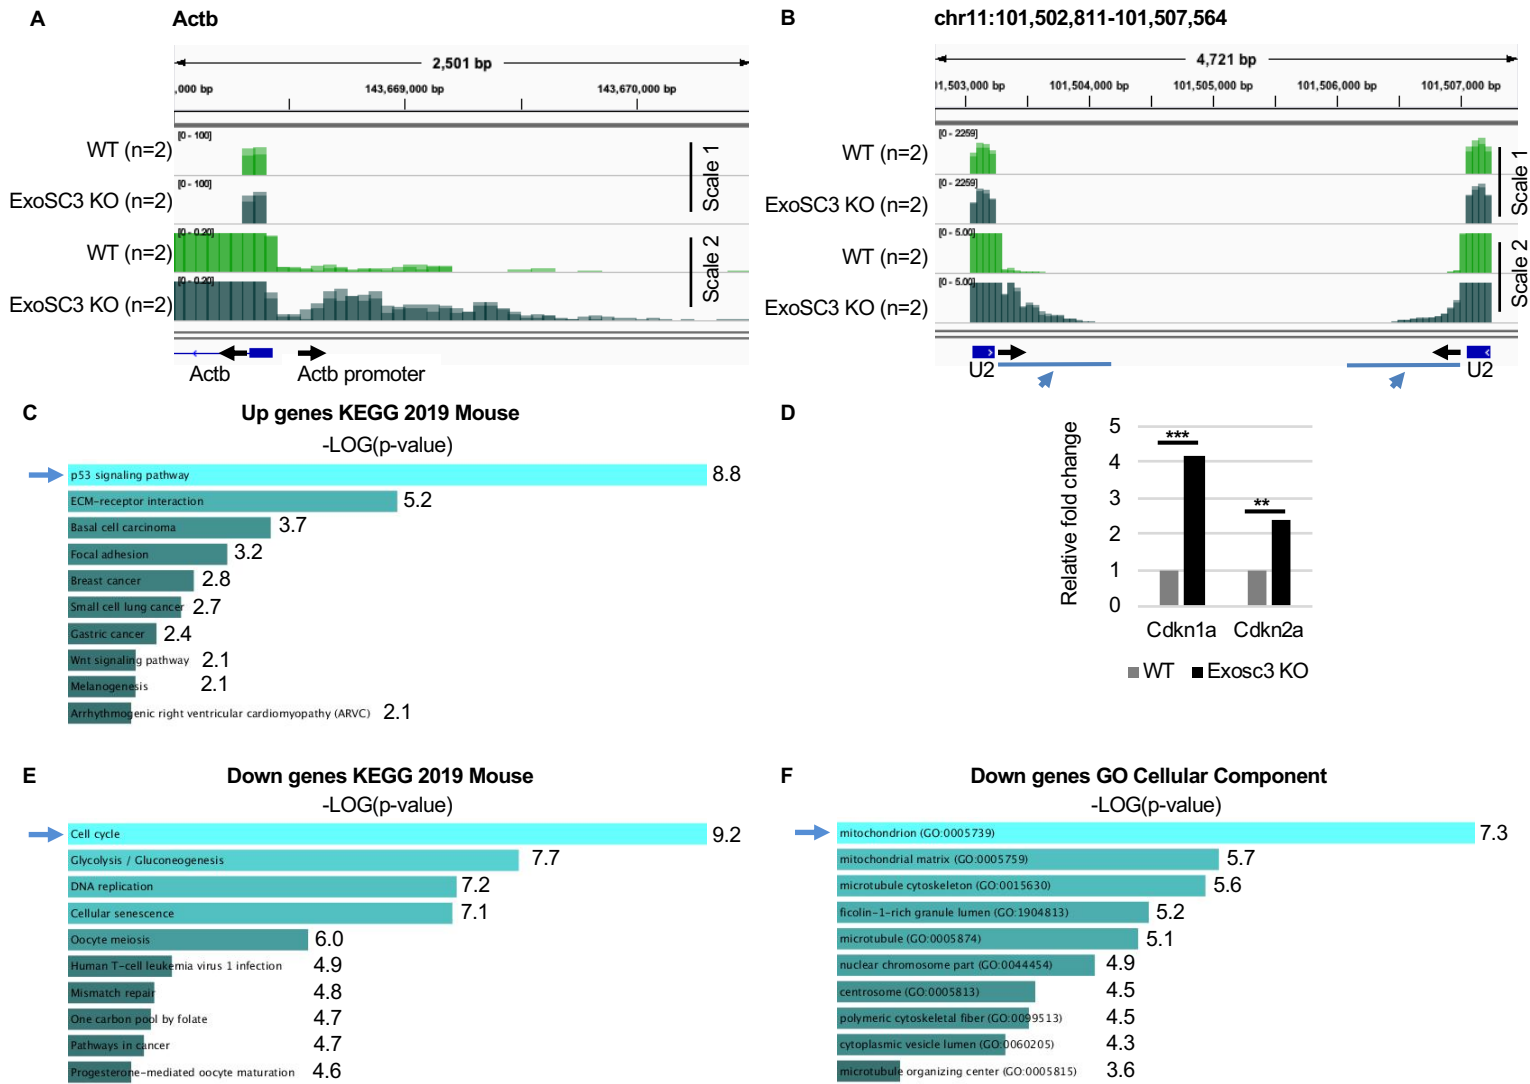 A
Actb
2,501 bp
,000 bp
143,669,000 bp
143,670,000 bp
[0 - 100]
WT (n=2)
[0 - 100]
ExoSC3 KO (n=2)
Scale 1
[0 - 0.20]
WT (n=2)
[0 - 0.20]
ExoSC3 KO (n=2)
Scale 2
Actb
Actb promoter
B
chr11:101,502,811-101,507,564
4,721 bp
01,503,000 bp
101,504,000 bp
101,505,000 bp
101,506,000 bp
101,507,000 bp
[0 - 2259]
WT (n=2)
[0 - 2259]
ExoSC3 KO (n=2)
Scale 1
[0 - 5.00]
WT (n=2)
[0 - 5.00]
ExoSC3 KO (n=2)
Scale 2
U2
U2
C
Up genes KEGG 2019 Mouse
-LOG(p-value)
p53 signaling pathway 8.8
ECM-receptor interaction 5.2
Basal cell carcinoma 3.7
Focal adhesion 3.2
Breast cancer 2.8
Small cell lung cancer 2.7
Gastric cancer 2.4
Wnt signaling pathway 2.1
Melanogenesis 2.1
Arrhythmogenic right ventricular cardiomyopathy (ARVC) 2.1
D
Relative fold change
5
4
3
2
1
0
***
**
Cdkn1a Cdkn2a
WT Exosc3 KO
E
Down genes KEGG 2019 Mouse
-LOG(p-value)
Cell cycle 9.2
Glycolysis / Gluconeogenesis 7.7
DNA replication 7.2
Cellular senescence 7.1
Oocyte meiosis 6.0
Human T-cell leukemia virus 1 infection 4.9
Mismatch repair 4.8
One carbon pool by folate 4.7
Pathways in cancer 4.7
Progesterone-mediated oocyte maturation 4.6
F
Down genes GO Cellular Component
-LOG(p-value)
mitochondrion (GO:0005739) 7.3
mitochondrial matrix (GO:0005759) 5.7
microtubule cytoskeleton (GO:0015630) 5.6
ficolin-1-rich granule lumen (GO:1904813) 5.2
microtubule (GO:0005874) 5.1
nuclear chromosome part (GO:0044454) 4.9
centrosome (GO:0005813) 4.5
polymeric cytoskeletal fiber (GO:0099513) 4.5
cytoplasmic vesicle lumen (GO:0060205) 4.3
microtubule organizing center (GO:0005815) 3.6